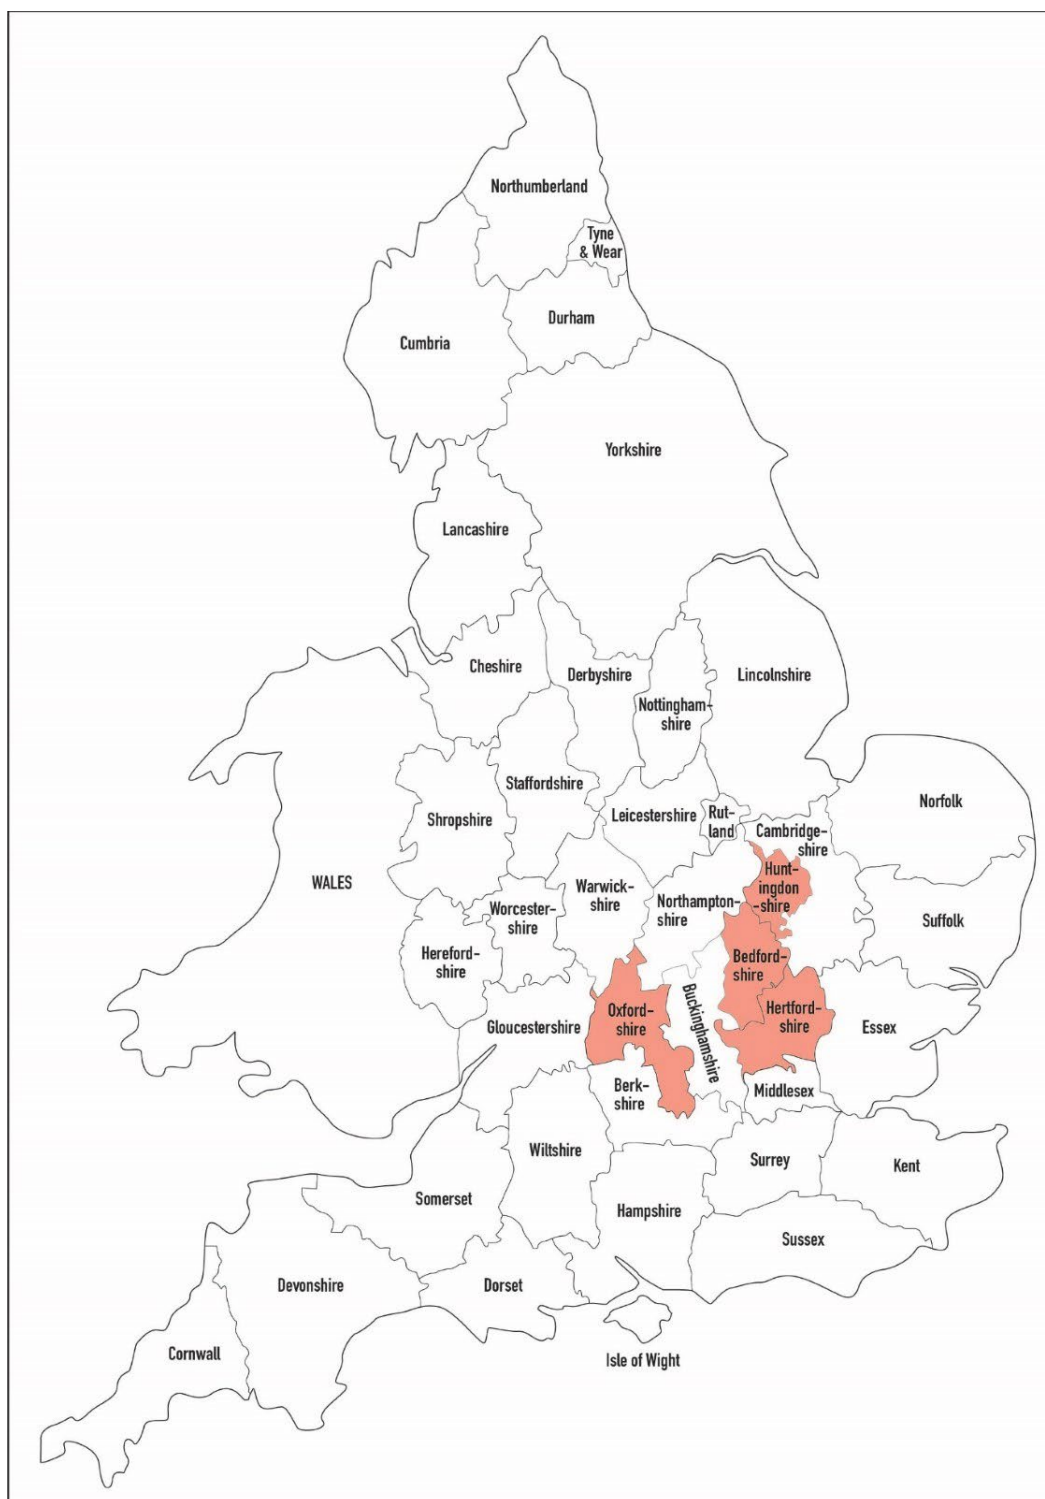 Northumberland
Tyne
& Wear
Durham
Cumbria
Yorkshire
Lancashire
Cheshire
Derbyshire
Nottingham–
shire
Lincolnshire
Staffordshire
Shropshire
Leicestershire
Rut–
land
Cambridge–
shire
Norfolk
WALES
Hereford–
shire
Worcester–
shire
Warwick–
shire
Northampton–
shire
Hunt–
ingdon
–shire
Suffolk
Bedford–
shire
Hertford–
shire
Essex
Buckinghamshire
Oxford–
shire
Gloucestershire
Berk–
shire
Middlesex
Wiltshire
Surrey
Kent
Somerset
Hampshire
Sussex
Devonshire
Dorset
Cornwall
Isle of Wight